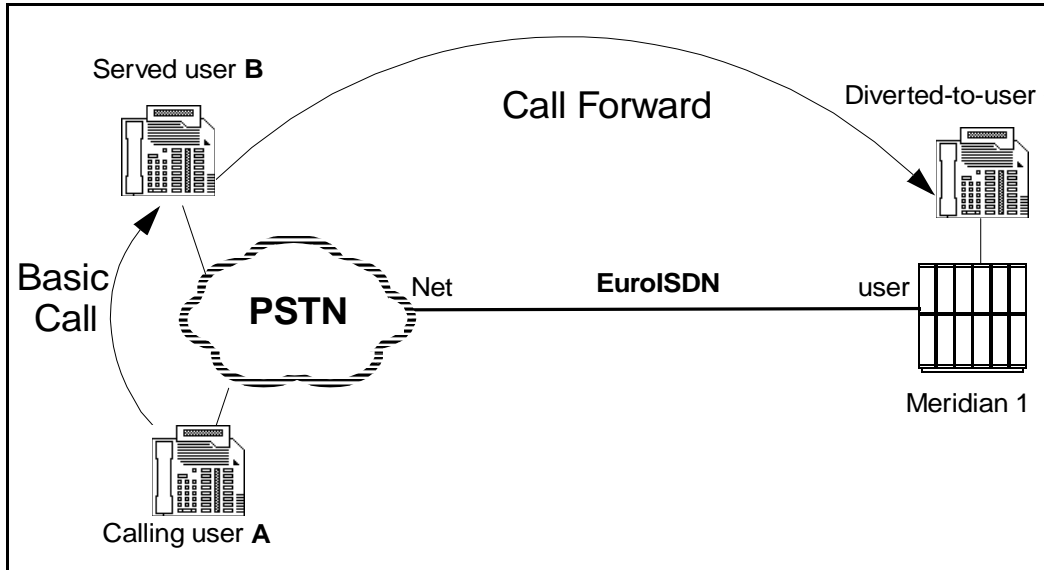 Served user B
Diverted-to-user
Call Forward
Basic
Call
Net
EuroISDN
user
PSTN
Meridian 1
Calling user A